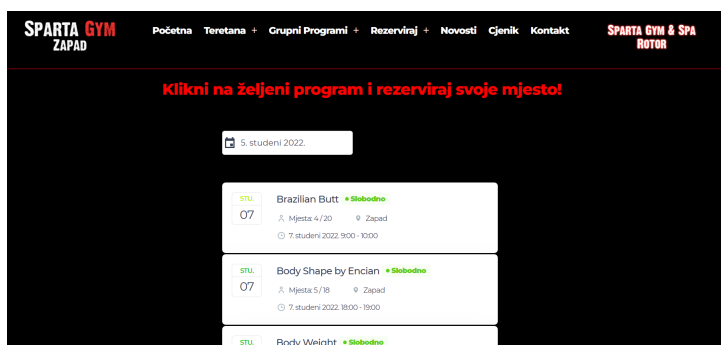 SPARTA GYM
ZAPAD
Početna Teretana + Grupni Programi + Rezerviraj + Novosti Cjenik Kontakt
SPARTA GYM & SPA
ROTOR
Klikni na željeni program i rezerviraj svoje mjesto!
5. studeni 2022.
STU.
07
Brazilian Butt • Slobodno
Mjesta: 4 / 20 Zapad
7. studeni 2022. 9:00 - 10:00
STU.
07
Body Shape by Encian • Slobodno
Mjesta: 5 / 18 Zapad
7. studeni 2022. 18:00 - 19:00
STU.
Body Weight • Slobodno